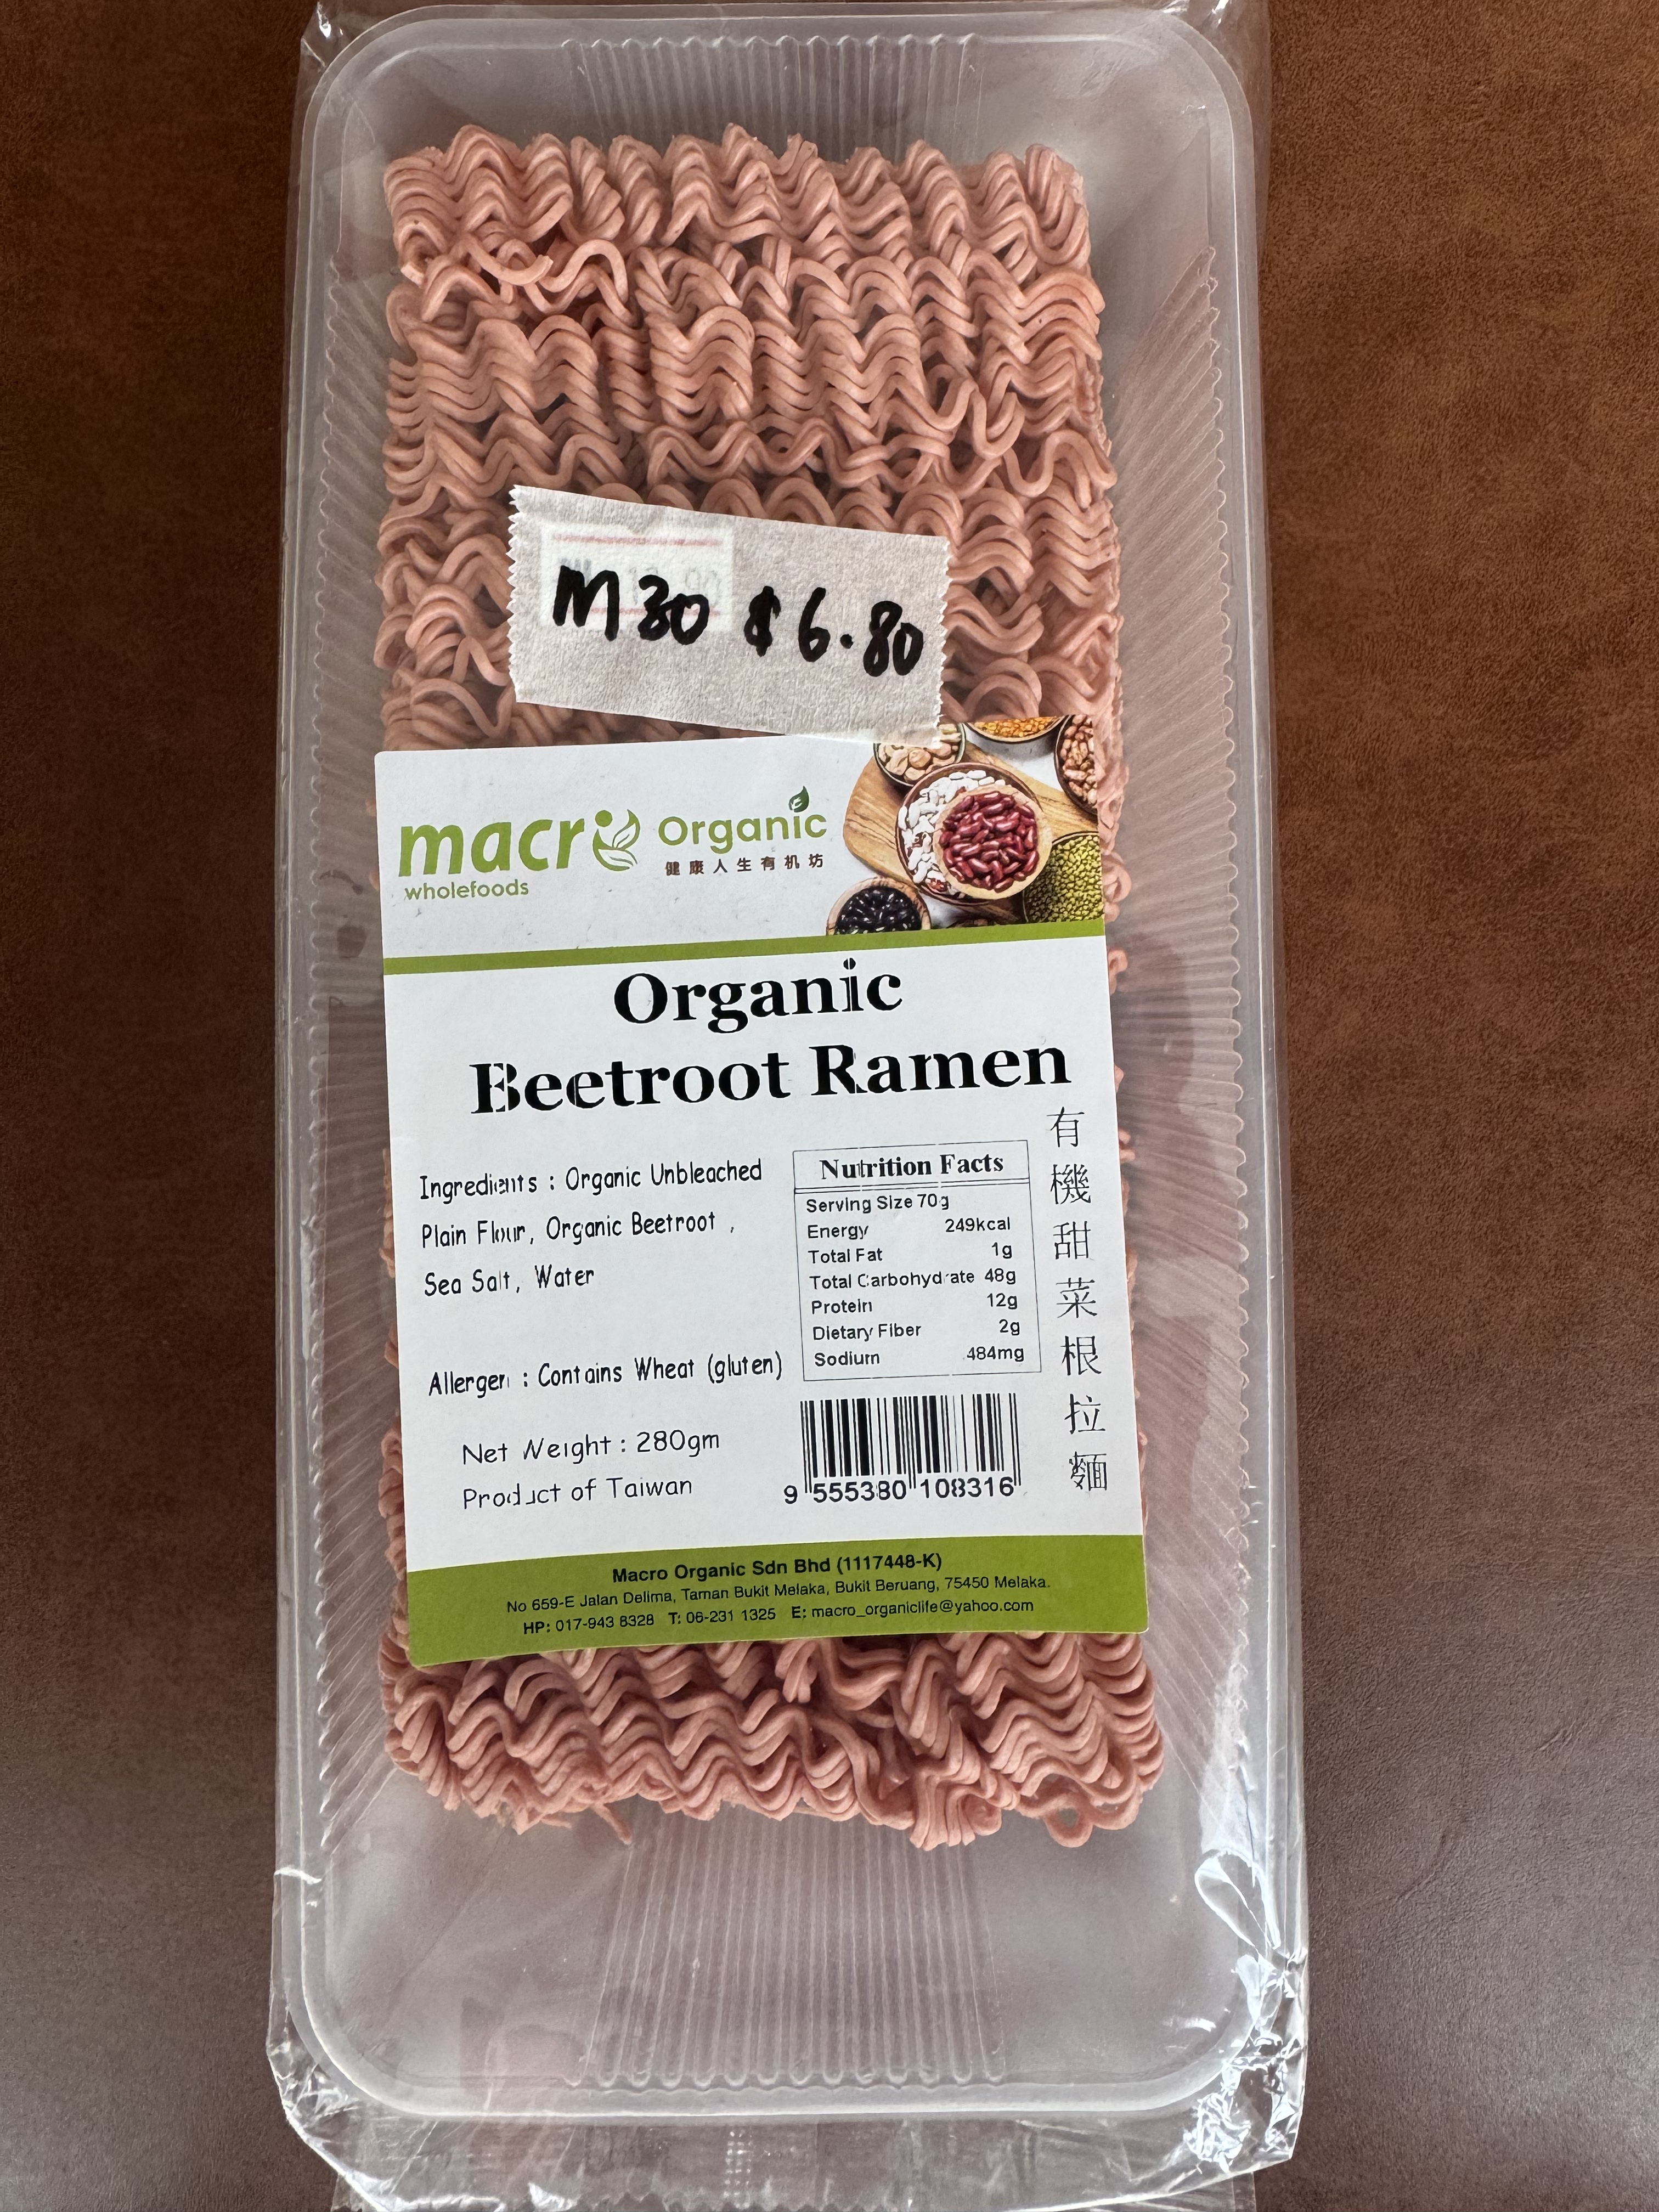 M30 $6.80
macro Organic
wholefoods
健康人生有机坊
Organic
Beetroot Ramen
有機甜菜根拉麵
Ingredients : Organic Unbleached
Plain Flour, Organic Beetroot ,
Sea Salt, Water
Allergen : Contains Wheat (gluten)
Net Weight : 280gm
Product of Taiwan
Nutrition Facts
Serving Size 70g
Energy 249kcal
Total Fat 1g
Total Carbohydrate 48g
Protein 12g
Dietary Fiber 2g
Sodium 484mg
9 555380 108316
Macro Organic Sdn Bhd (1117448-K)
No 659-E Jalan Delima, Taman Bukit Melaka, Bukit Beruang, 75450 Melaka.
HP: 017-943 8328 T: 06-231 1325 E: macro_organiclife@yahoo.com